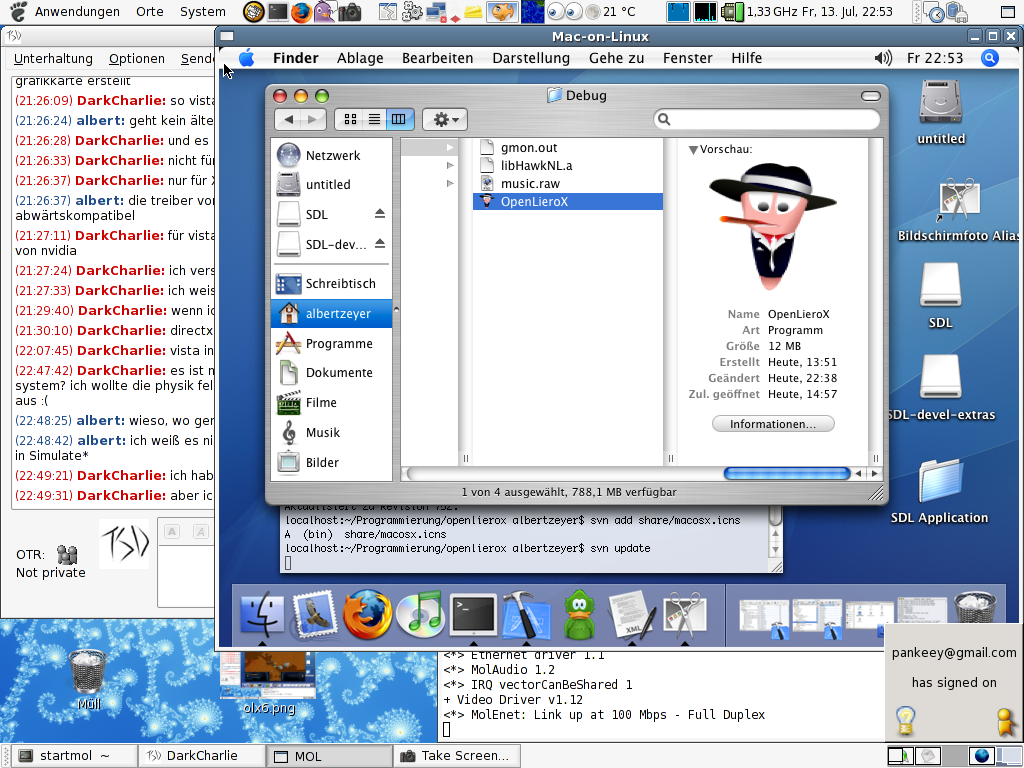 Anwendungen Orte System
21 °C
1,33 GHz Fr, 13. Jul, 22:53
Mac-on-Linux
Unterhaltung Optionen
Finder Ablage Bearbeiten Darstellung Gehe zu Fenster Hilfe
Fr 22:53
grafikkarte erstellt
(21:26:09) DarkCharlie: so vista
(21:26:24) albert: geht kein älte
(21:26:28) DarkCharlie: und es
(21:26:33) DarkCharlie: nicht für
(21:26:37) DarkCharlie: nur für X
(21:26:37) albert: die treiber vor
abwärtskompatibel
(21:27:11) DarkCharlie: für vista
von nvidia
(21:27:24) DarkCharlie: ich vers
(21:27:33) DarkCharlie: ich weis
(21:29:40) DarkCharlie: wenn ic
(21:30:10) DarkCharlie: directx
(22:07:45) DarkCharlie: vista in
(22:47:42) DarkCharlie: es ist m
system? ich wollte die physik fel
aus :(
(22:48:25) albert: wieso, wo ger
(22:48:42) albert: ich weiß es ni
in Simulate*
(22:49:21) DarkCharlie: ich hab
(22:49:31) DarkCharlie: aber ic
OTR:
Not private
Debug
Netzwerk
untitled
SDL
SDL-dev...
Schreibtisch
albertzeyer
Programme
Dokumente
Filme
Musik
Bilder
gmon.out
libHawkNL.a
music.raw
OpenLieroX
Vorschau:
Name OpenLieroX
Art Programm
Größe 12 MB
Erstellt Heute, 13:51
Geändert Heute, 22:38
Zul. geöffnet Heute, 14:57
Informationen...
1 von 4 ausgewählt, 788,1 MB verfügbar
untitled
Bildschirmfoto Alias
SDL
SDL-devel-extras
SDL Application
Aktualisiert zu Revision 752.
localhost:~/Programmierung/openlierox albertzeyer$ svn add share/macosx.icns
A (bin) share/macosx.icns
localhost:~/Programmierung/openlierox albertzeyer$ svn update
XML
Müll
olx6.png
<*> Ethernet driver 1.1
<*> MolAudio 1.2
<*> IRQ vectorCanBeShared 1
+ Video Driver v1.12
<*> MolEnet: Link up at 100 Mbps - Full Duplex
pankeey@gmail.com
has signed on
startmol ~
DarkCharlie
MOL
Take Screen...